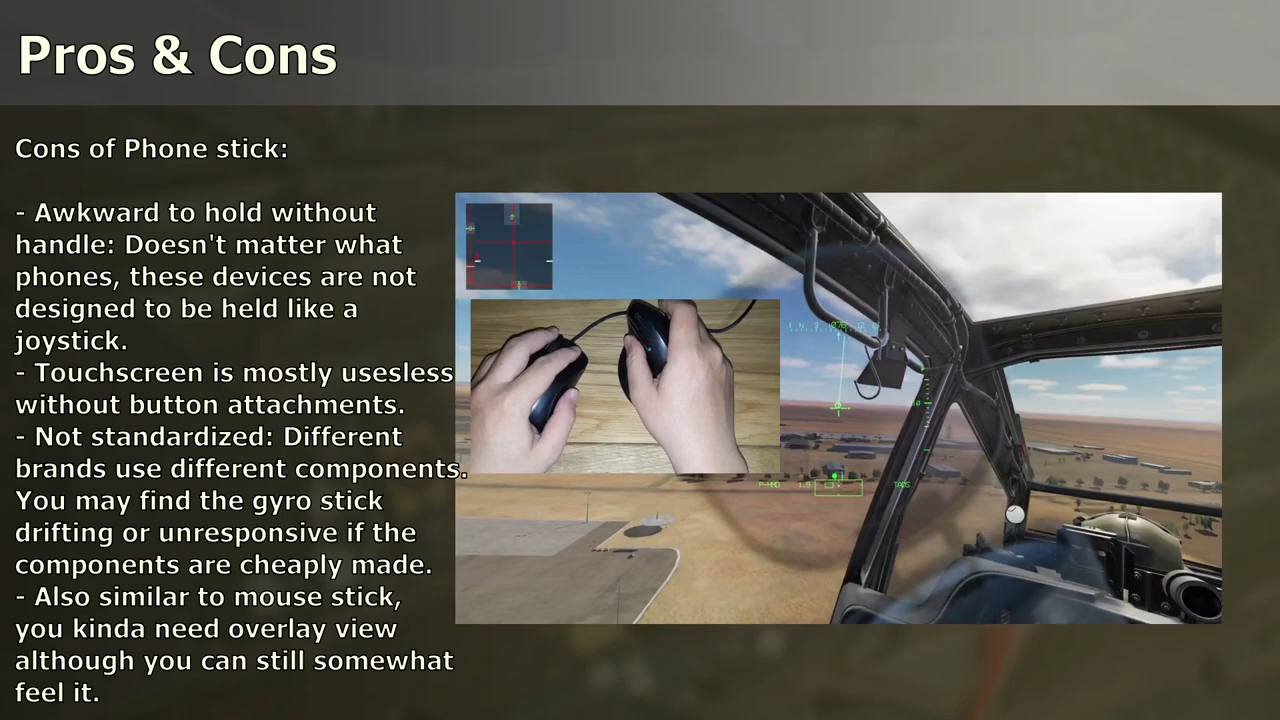 Pros & Cons
Cons of Phone stick:
- Awkward to hold without
handle: Doesn't matter what
phones, these devices are not
designed to be held like a
joystick.
- Touchscreen is mostly usesless
without button attachments.
- Not standardized: Different
brands use different components.
You may find the gyro stick
drifting or unresponsive if the
components are cheaply made.
- Also similar to mouse stick,
you kinda need overlay view
although you can still somewhat
feel it.
TADS